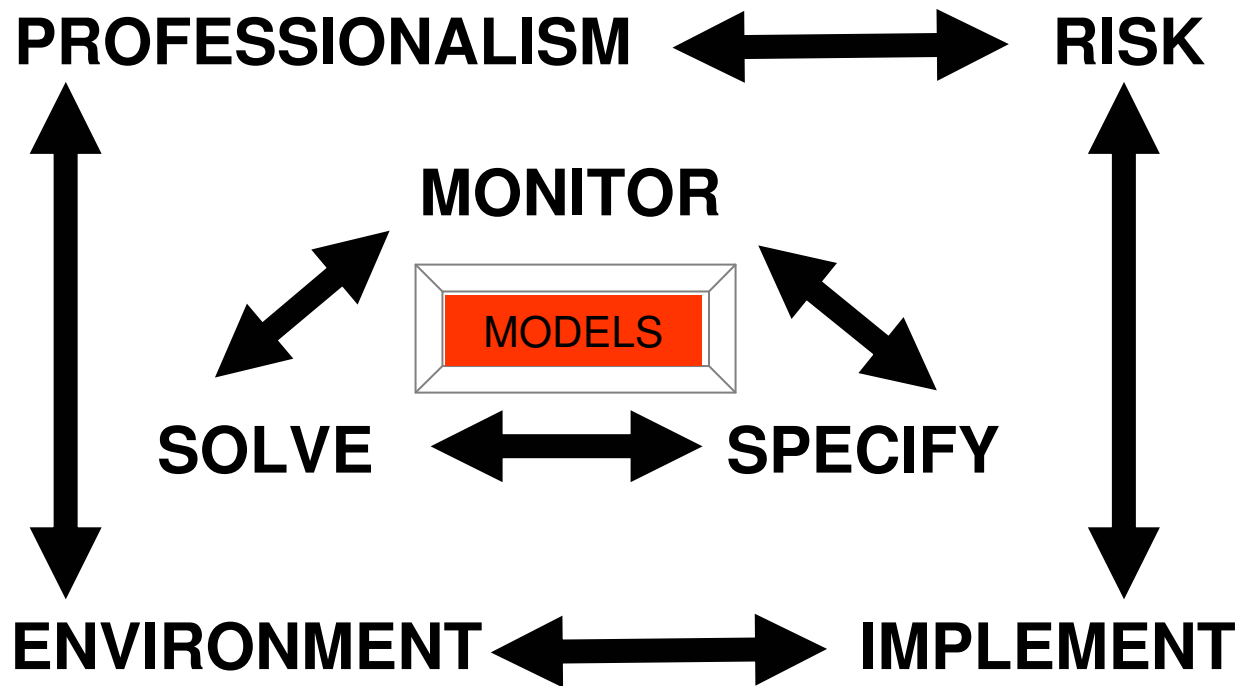 PROFESSIONALISM RISK
MONITOR
MODELS
SOLVE SPECIFY
ENVIRONMENT IMPLEMENT